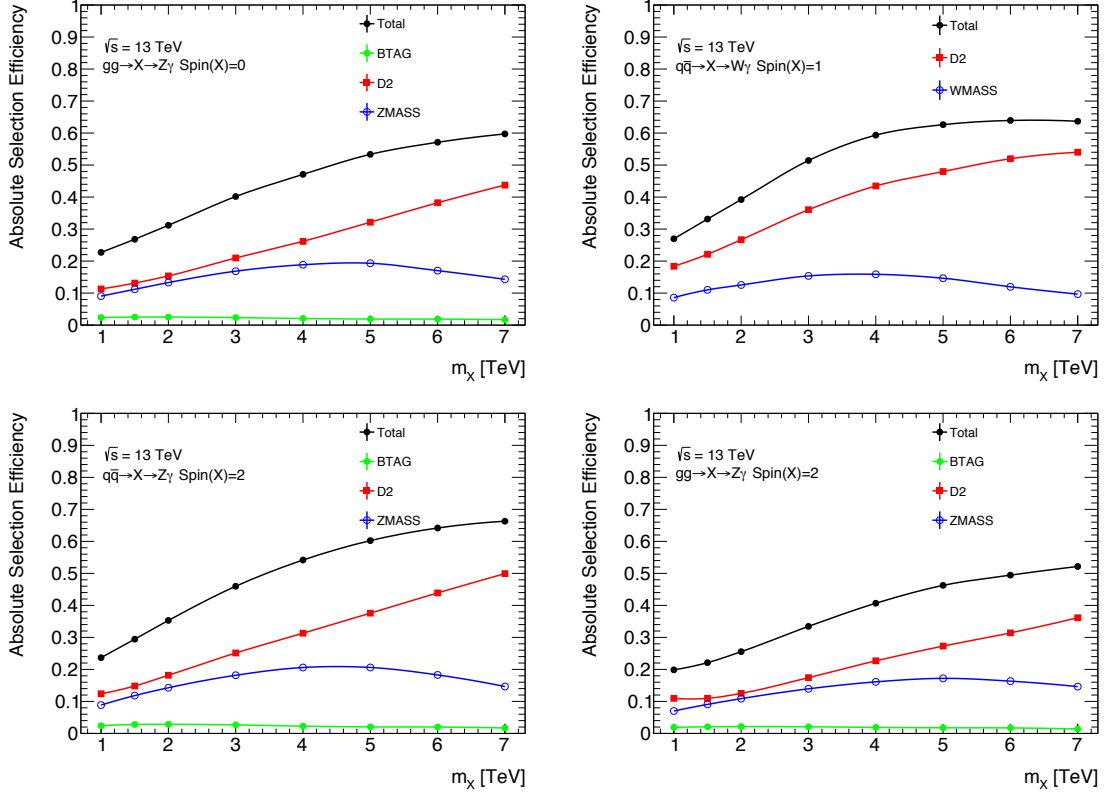 Absolute Selection Efficiency
1
0.9
0.8
0.7
0.6
0.5
0.4
0.3
0.2
0.1
0
√s = 13 TeV
gg→X→Zγ Spin(X)=0
Total
BTAG
D2
ZMASS
1 2 3 4 5 6 7
m_X [TeV]
Absolute Selection Efficiency
1
0.9
0.8
0.7
0.6
0.5
0.4
0.3
0.2
0.1
0
√s = 13 TeV
qq̅→X→Wγ Spin(X)=1
Total
D2
WMASS
1 2 3 4 5 6 7
m_X [TeV]
Absolute Selection Efficiency
1
0.9
0.8
0.7
0.6
0.5
0.4
0.3
0.2
0.1
0
√s = 13 TeV
qq̅→X→Zγ Spin(X)=2
Total
BTAG
D2
ZMASS
1 2 3 4 5 6 7
m_X [TeV]
Absolute Selection Efficiency
1
0.9
0.8
0.7
0.6
0.5
0.4
0.3
0.2
0.1
0
√s = 13 TeV
gg→X→Zγ Spin(X)=2
Total
BTAG
D2
ZMASS
1 2 3 4 5 6 7
m_X [TeV]